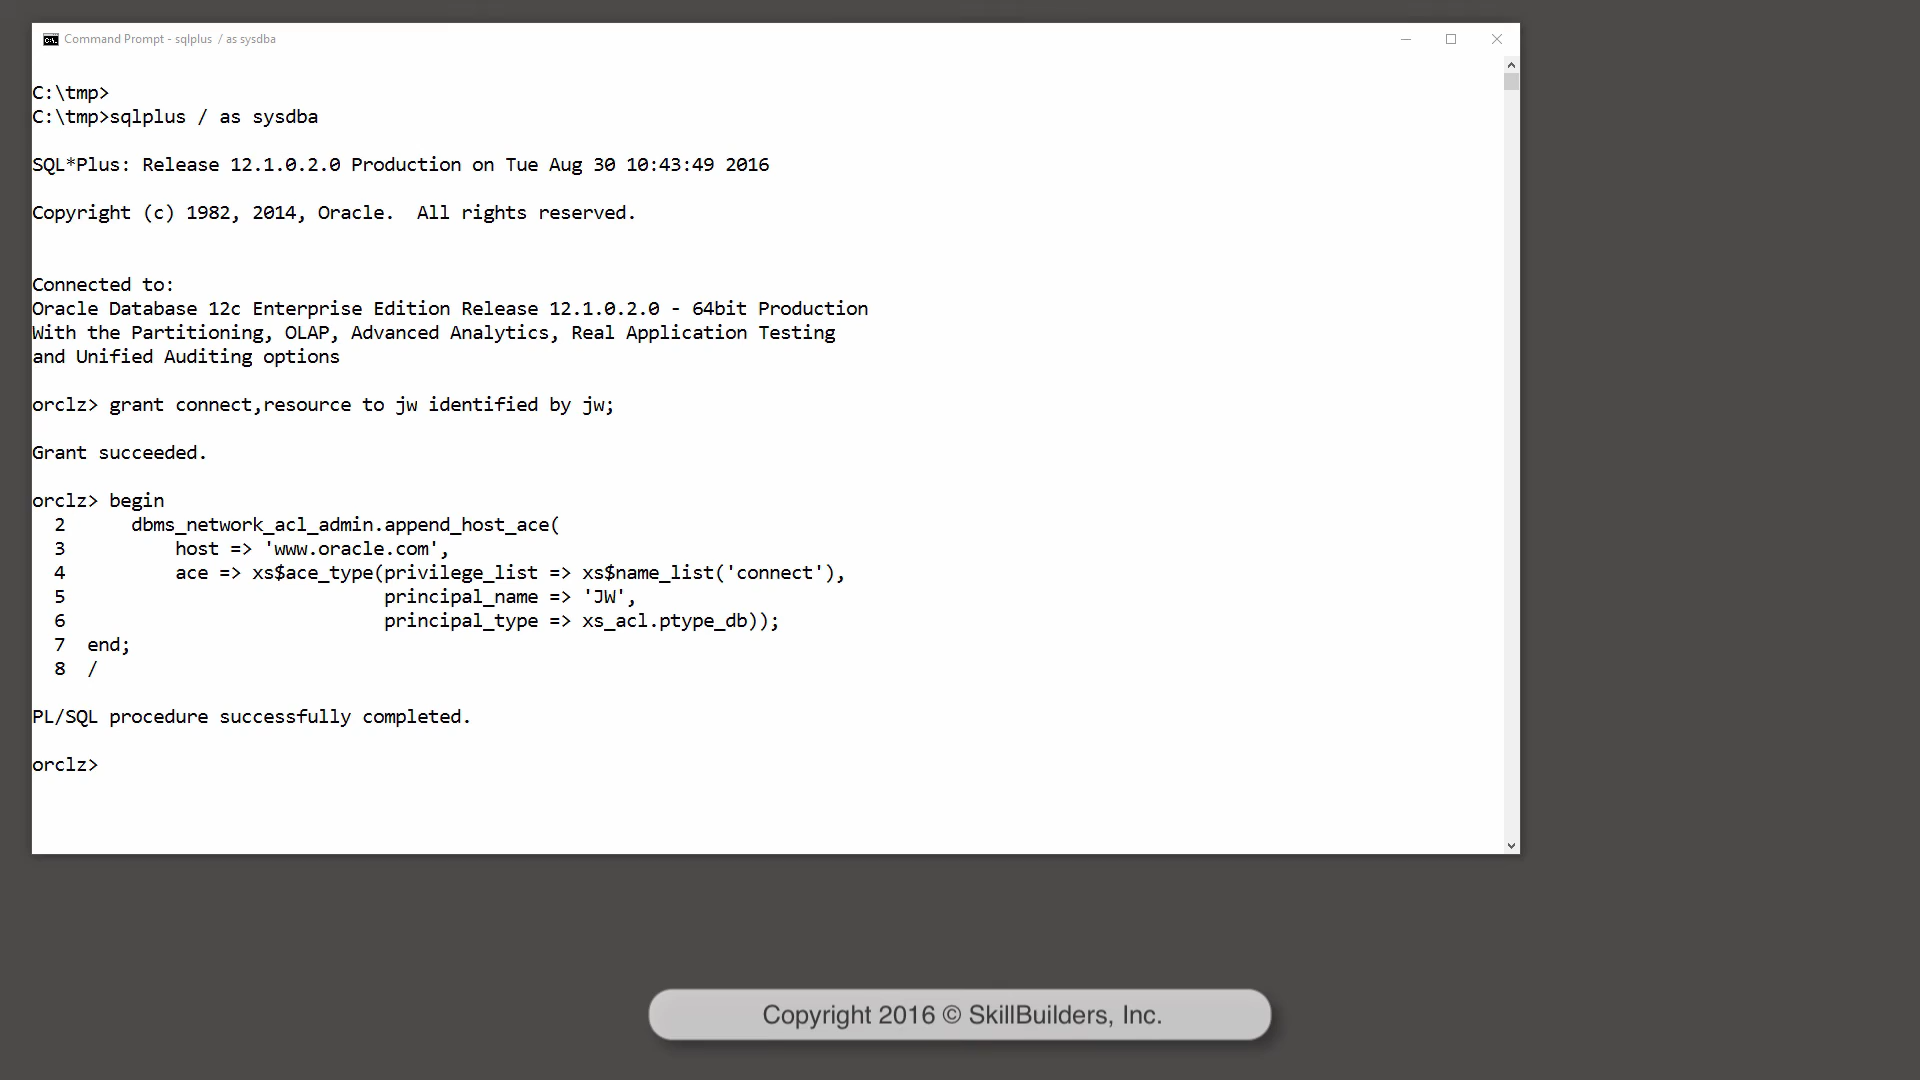 Command Prompt - sqlplus / as sysdba
C:\tmp>
C:\tmp>sqlplus / as sysdba
SQL*Plus: Release 12.1.0.2.0 Production on Tue Aug 30 10:43:49 2016
Copyright (c) 1982, 2014, Oracle.  All rights reserved.
Connected to:
Oracle Database 12c Enterprise Edition Release 12.1.0.2.0 - 64bit Production
With the Partitioning, OLAP, Advanced Analytics, Real Application Testing
and Unified Auditing options
orclz> grant connect,resource to jw identified by jw;
Grant succeeded.
orclz> begin
  2      dbms_network_acl_admin.append_host_ace(
  3          host => 'www.oracle.com',
  4          ace => xs$ace_type(privilege_list => xs$name_list('connect'),
  5                             principal_name => 'JW',
  6                             principal_type => xs_acl.ptype_db));
  7  end;
  8  /
PL/SQL procedure successfully completed.
orclz>
Copyright 2016 © SkillBuilders, Inc.